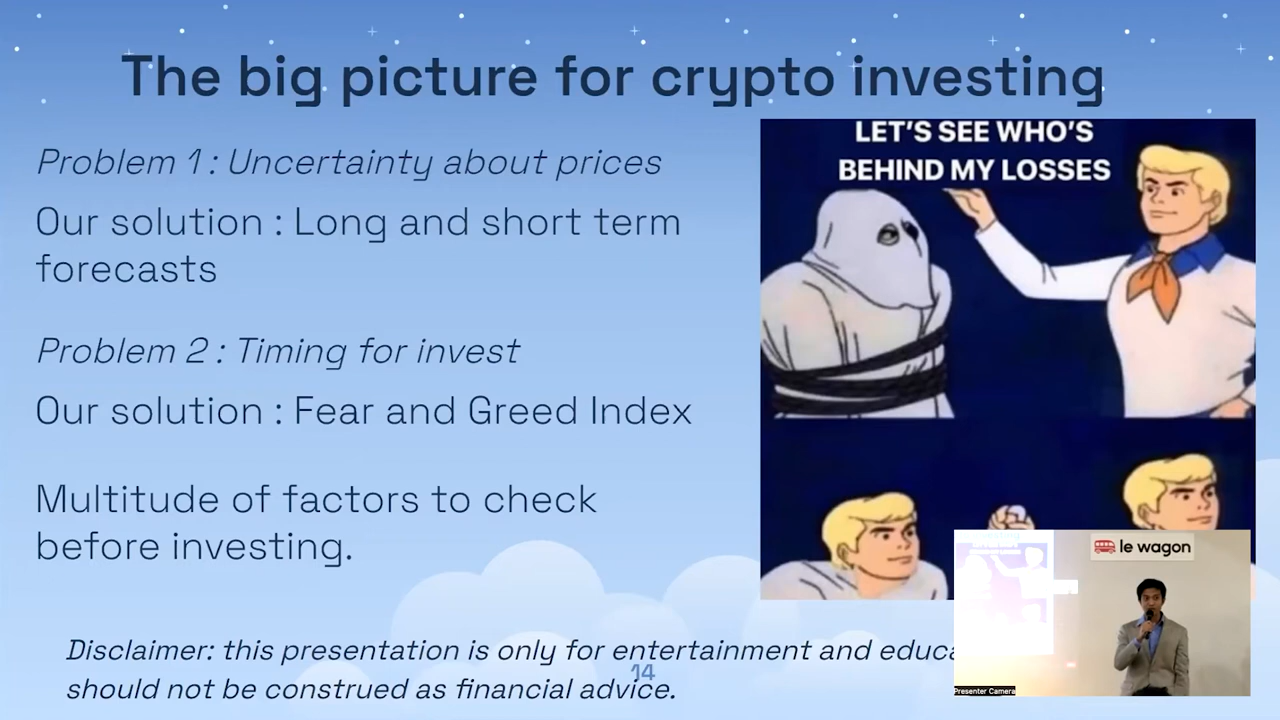 The big picture for crypto investing
Problem 1 : Uncertainty about prices
Our solution : Long and short term
forecasts
Problem 2 : Timing for invest
Our solution : Fear and Greed Index
Multitude of factors to check
before investing.
LET'S SEE WHO'S
BEHIND MY LOSSES
Disclaimer: this presentation is only for entertainment and
should not be construed as financial advice.
14
le wagon
Presenter Camera